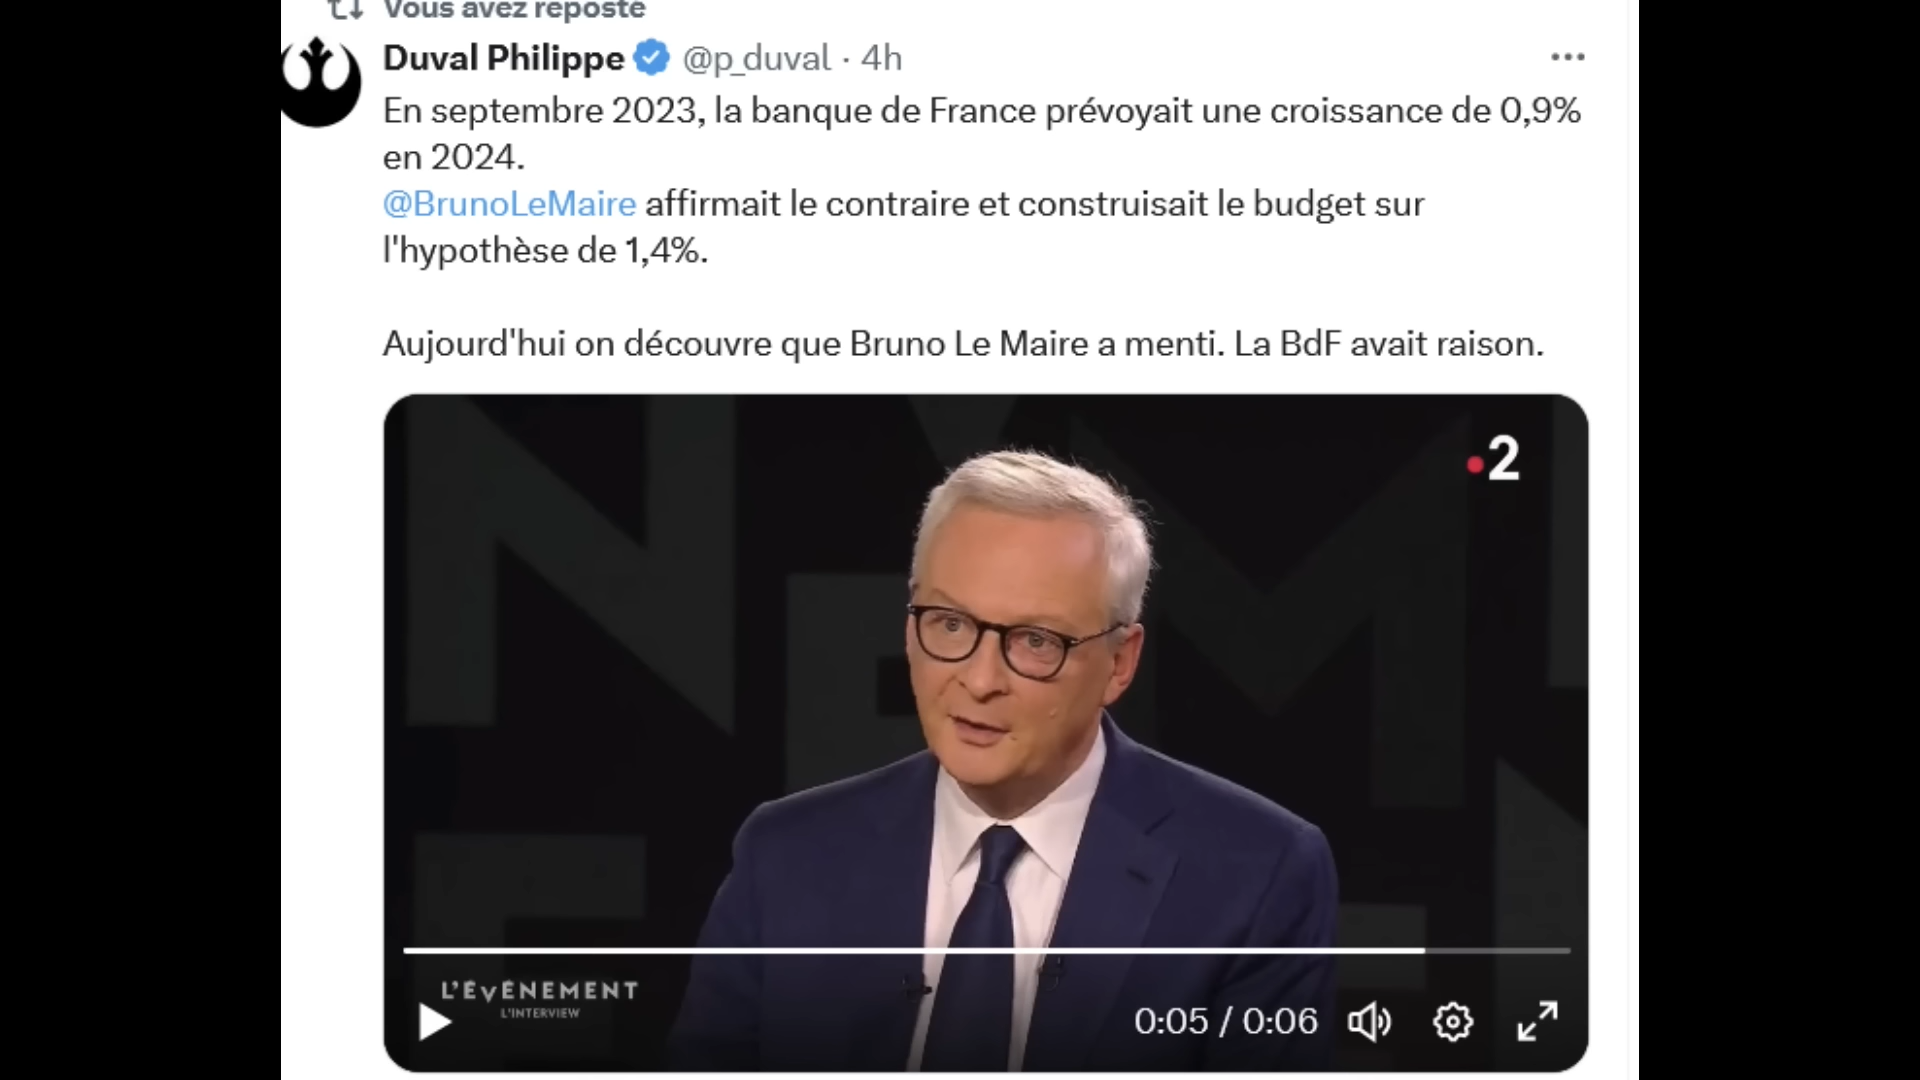 Vous avez reposté
Duval Philippe @p_duval · 4h
En septembre 2023, la banque de France prévoyait une croissance de 0,9%
en 2024.
@BrunoLeMaire affirmait le contraire et construisait le budget sur
l'hypothèse de 1,4%.
Aujourd'hui on découvre que Bruno Le Maire a menti. La BdF avait raison.
2
L'ÉVÉNEMENT
L'INTERVIEW
0:05 / 0:06